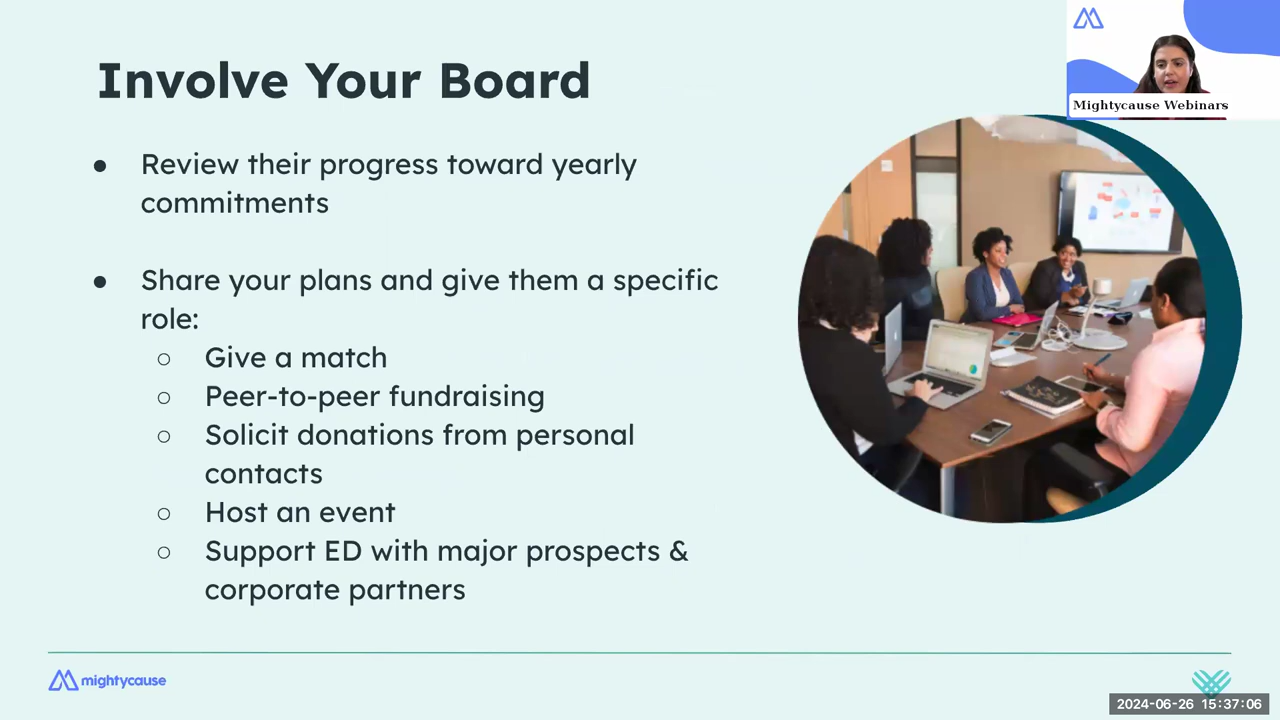 Involve Your Board
Mightycause Webinars
● Review their progress toward yearly
commitments
● Share your plans and give them a specific
role:
○ Give a match
○ Peer-to-peer fundraising
○ Solicit donations from personal
contacts
○ Host an event
○ Support ED with major prospects &
corporate partners
mightycause
2024-06-26 15:37:06